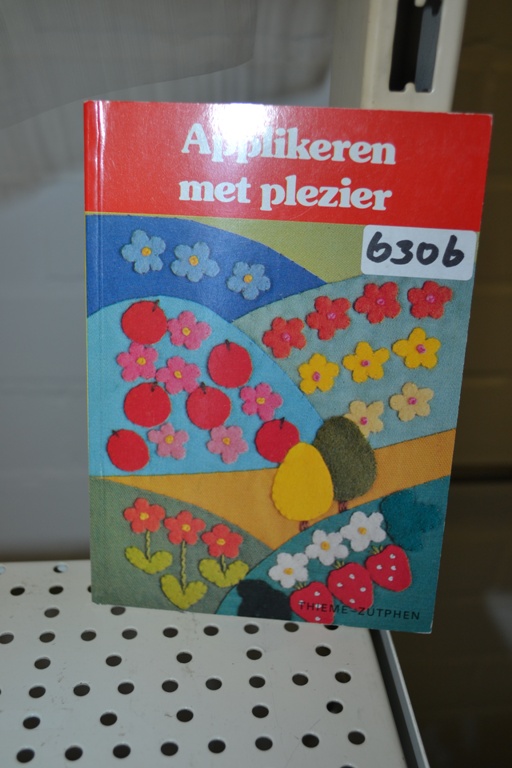 Applikeren
met plezier
6306
THIEME-ZUTPHEN